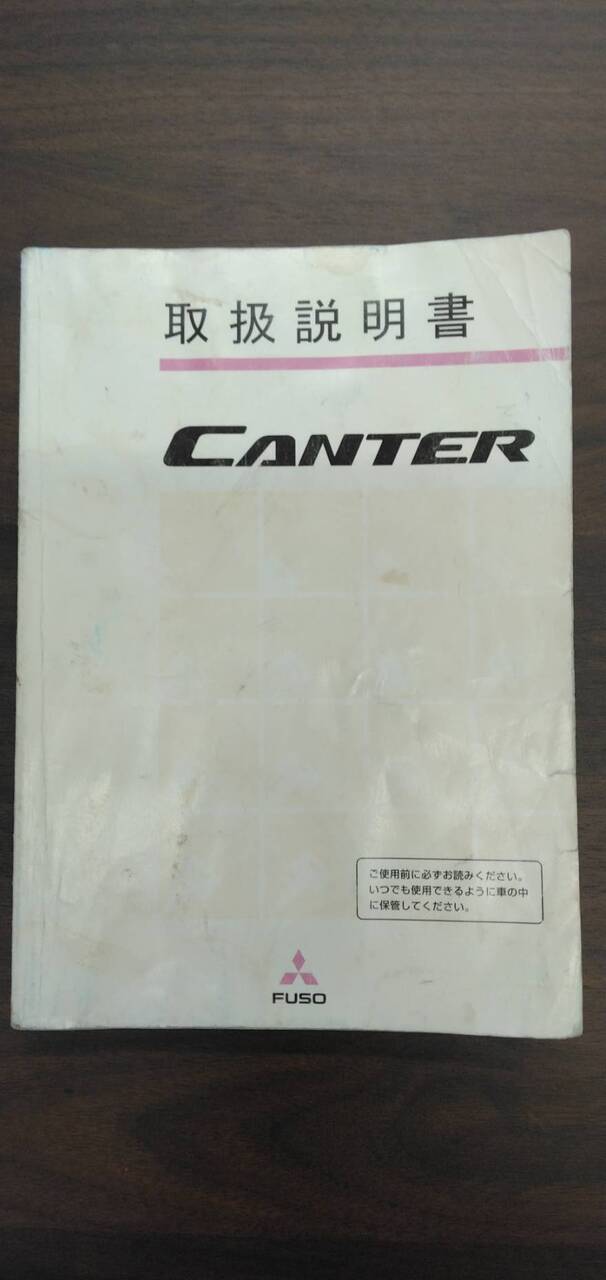 取扱説明書
CANTER
ご使用前に必ずお読みください。
いつでも使用できるように車の中
に保管してください。
FUSO